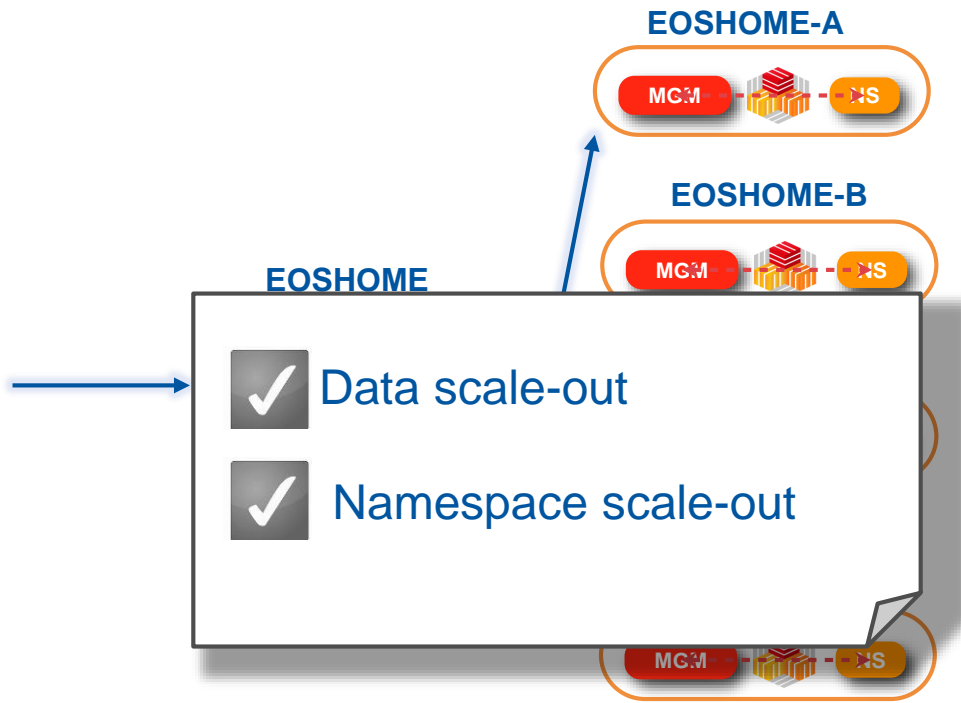 EOSHOME-A
MGM NS
EOSHOME-B
MGM NS
EOSHOME
Data scale-out
Namespace scale-out
MGM NS